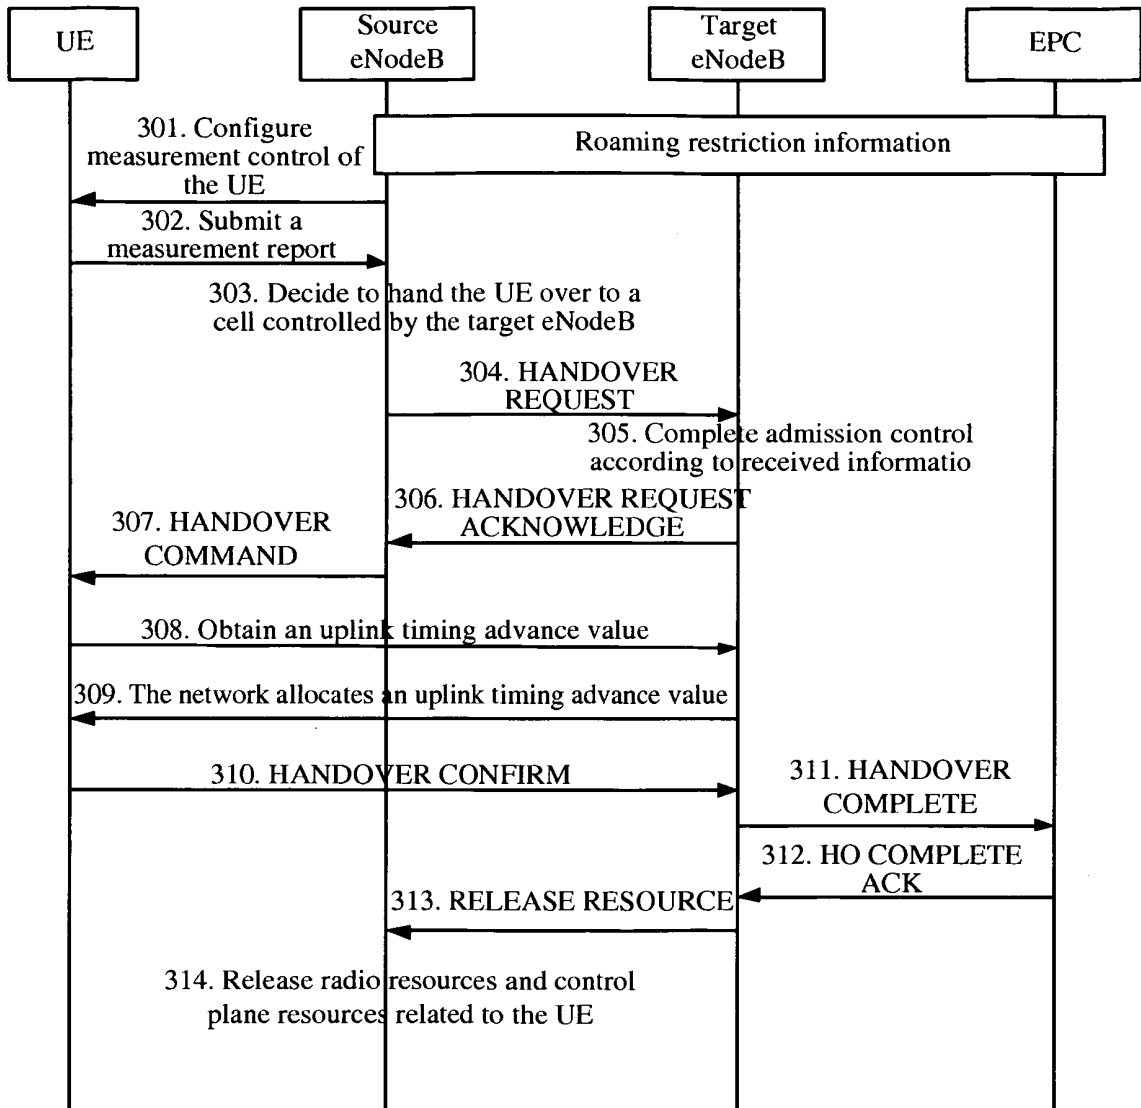 UE
Source
eNodeB
Target
eNodeB
EPC
301. Configure
measurement control of
the UE
Roaming restriction information
302. Submit a
measurement report
303. Decide to hand the UE over to a
cell controlled by the target eNodeB
304. HANDOVER
REQUEST
305. Complete admission control
according to received informatio
306. HANDOVER REQUEST
ACKNOWLEDGE
307. HANDOVER
COMMAND
308. Obtain an uplink timing advance value
309. The network allocates an uplink timing advance value
310. HANDOVER CONFIRM
311. HANDOVER
COMPLETE
312. HO COMPLETE
ACK
313. RELEASE RESOURCE
314. Release radio resources and control
plane resources related to the UE